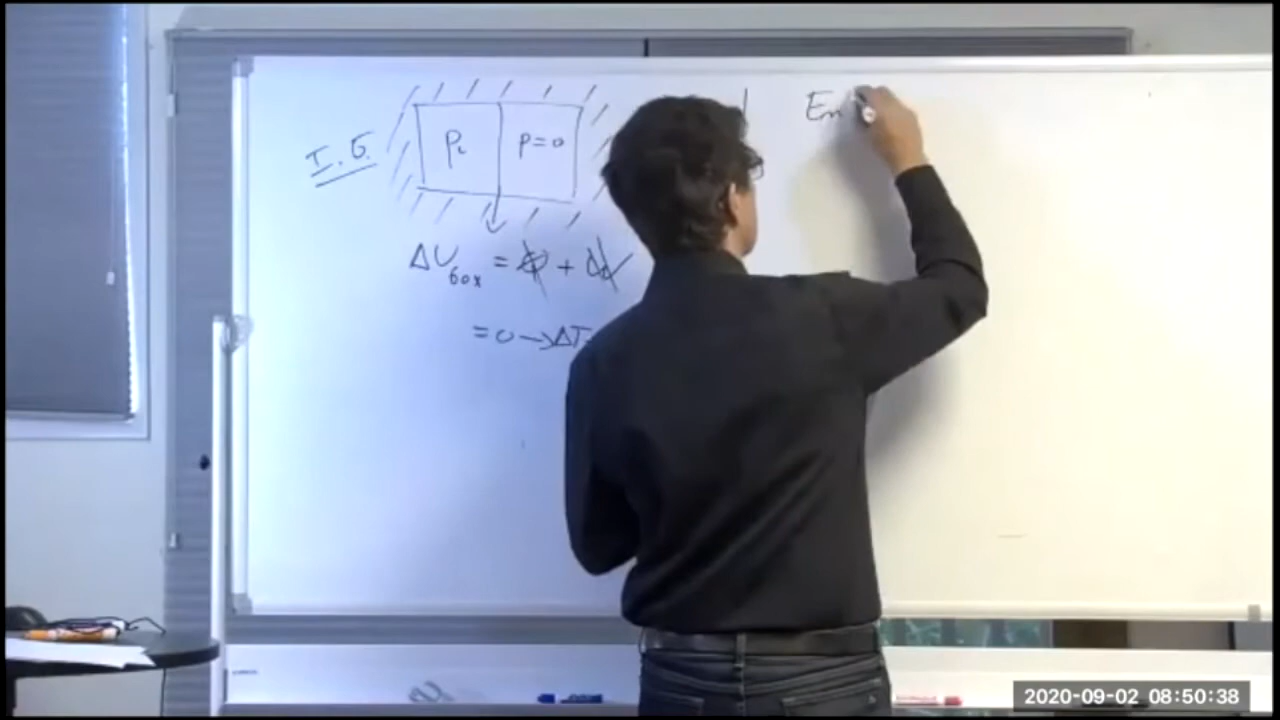 I.G.
Pi
P=0
ΔU box = Q + W
= 0 → ΔT=
En
2020-09-02 08:50:38